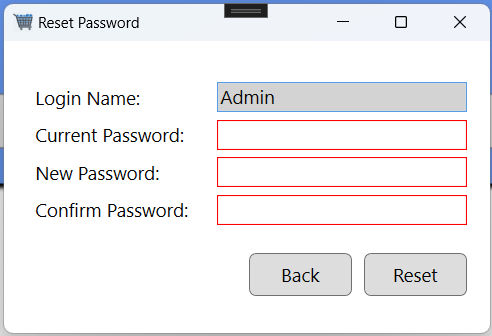 Reset Password
Login Name: Admin
Current Password:
New Password:
Confirm Password:
Back Reset